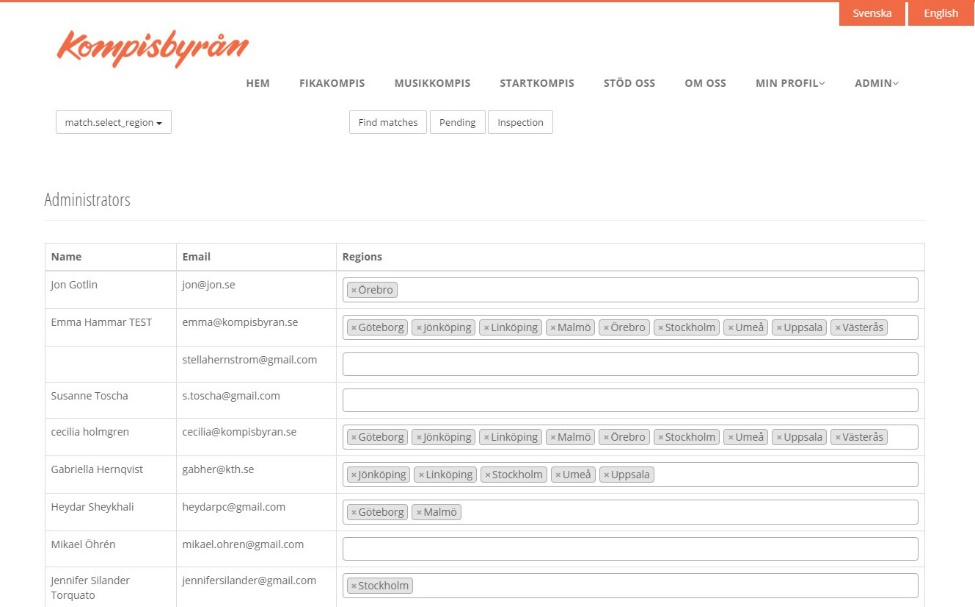 Svenska English
Kompisbyrån
HEM FIKAKOMPIS MUSIKKOMPIS STARTKOMPIS STÖD OSS OM OSS MIN PROFIL ADMIN
match.select_region Find matches Pending Inspection
Administrators
Name Email Regions
Jon Gotlin jon@jon.se × Örebro
Emma Hammar TEST emma@kompisbyran.se × Göteborg × Jönköping × Linköping × Malmö × Örebro × Stockholm × Umeå × Uppsala × Västerås
stellahernstrom@gmail.com
Susanne Toscha s.toscha@gmail.com
cecilia holmgren cecilia@kompisbyran.se × Göteborg × Jönköping × Linköping × Malmö × Örebro × Stockholm × Umeå × Uppsala × Västerås
Gabriella Hernqvist gabher@kth.se × Jönköping × Linköping × Stockholm × Umeå × Uppsala
Heydar Sheykhali heydarpc@gmail.com × Göteborg × Malmö
Mikael Öhrén mikael.ohren@gmail.com
Jennifer Silander jennifersilander@gmail.com × Stockholm
Torquato